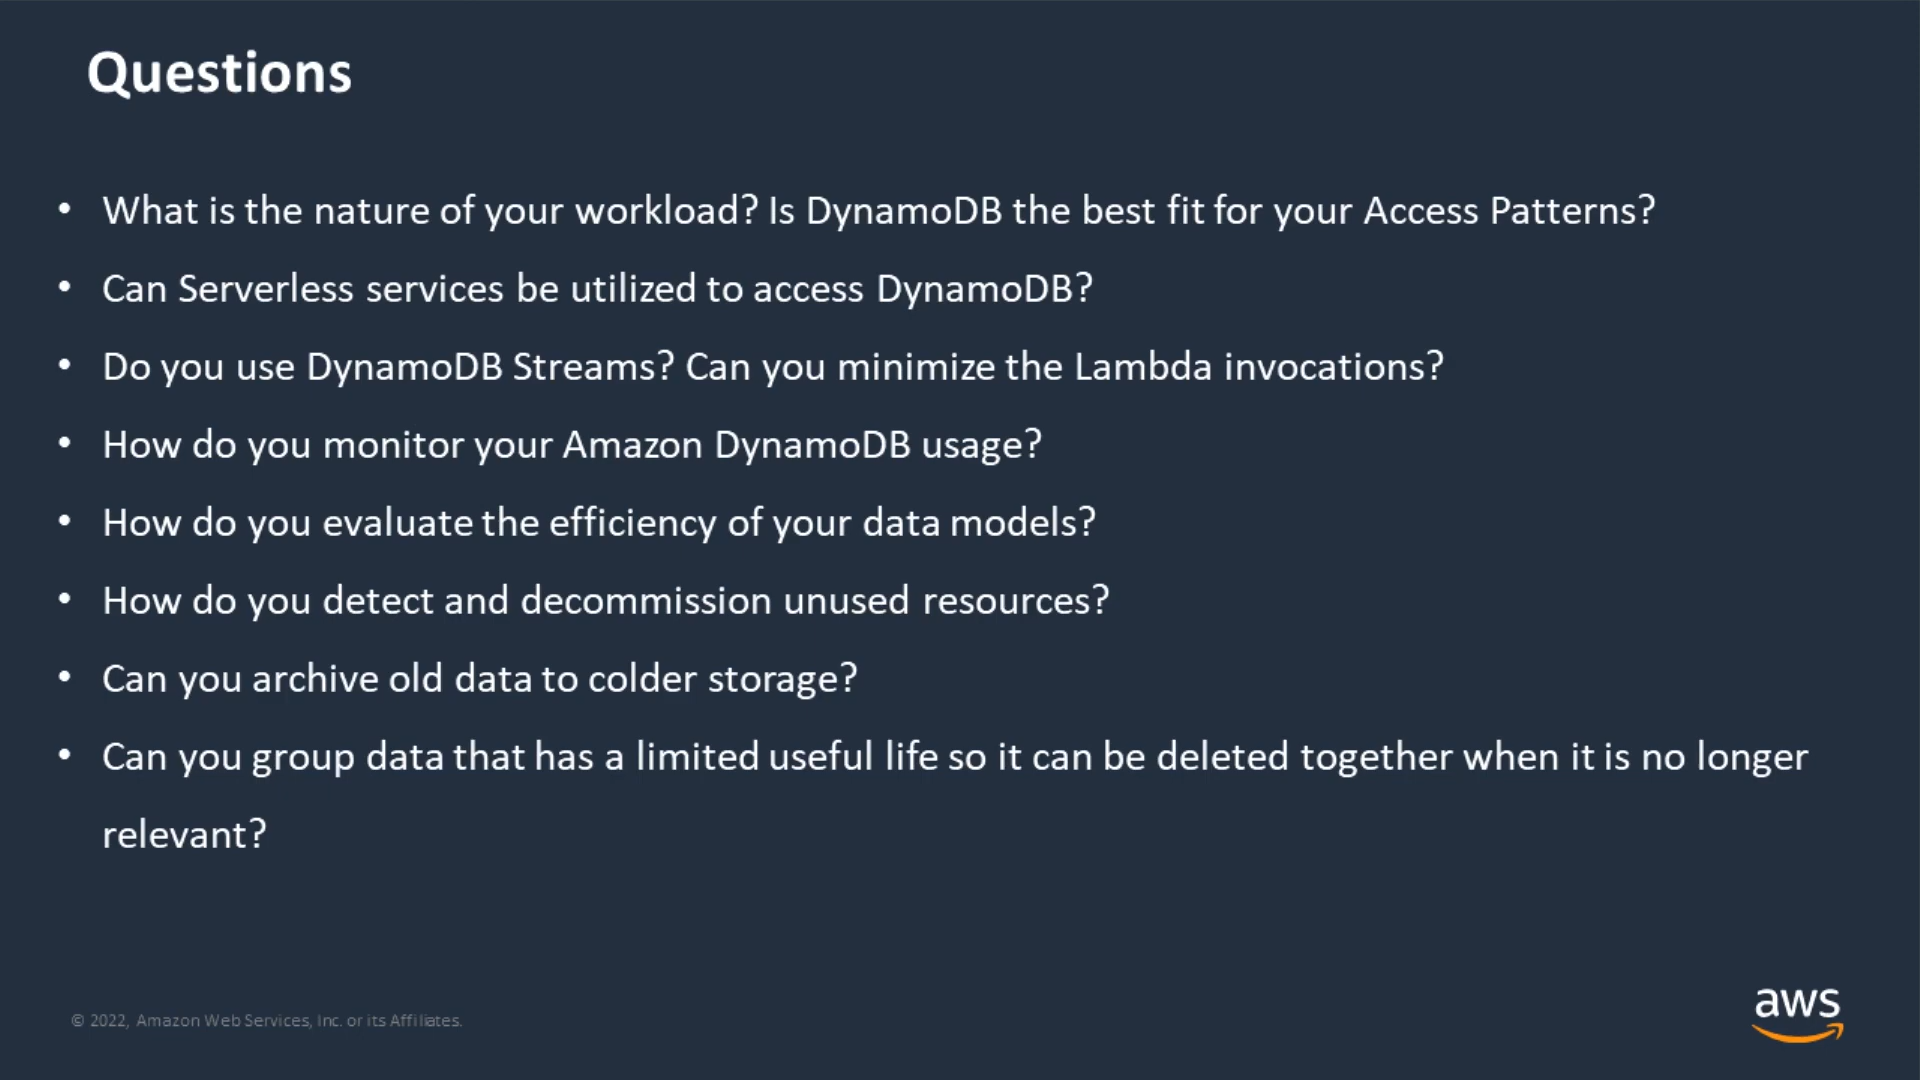 Questions
• What is the nature of your workload? Is DynamoDB the best fit for your Access Patterns?
• Can Serverless services be utilized to access DynamoDB?
• Do you use DynamoDB Streams? Can you minimize the Lambda invocations?
• How do you monitor your Amazon DynamoDB usage?
• How do you evaluate the efficiency of your data models?
• How do you detect and decommission unused resources?
• Can you archive old data to colder storage?
• Can you group data that has a limited useful life so it can be deleted together when it is no longer
relevant?
© 2022, Amazon Web Services, Inc. or its Affiliates.
aws